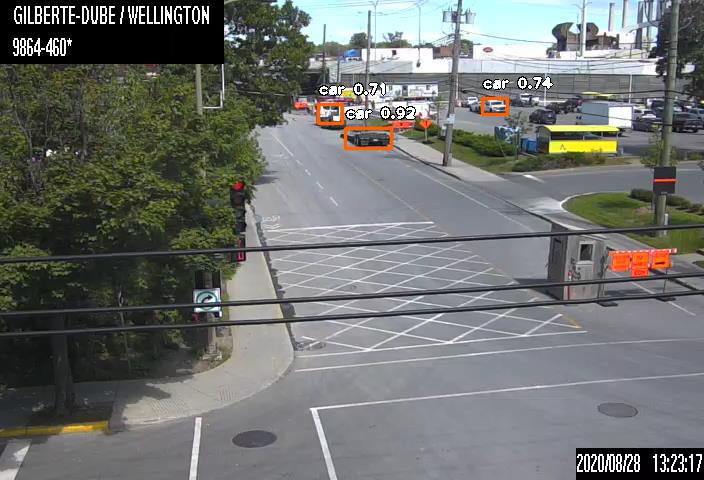 GILBERTE-DUBE / WELLINGTON
9864-460*
car 0.71
car 0.74
car 0.92
2020/08/28 13:23:17